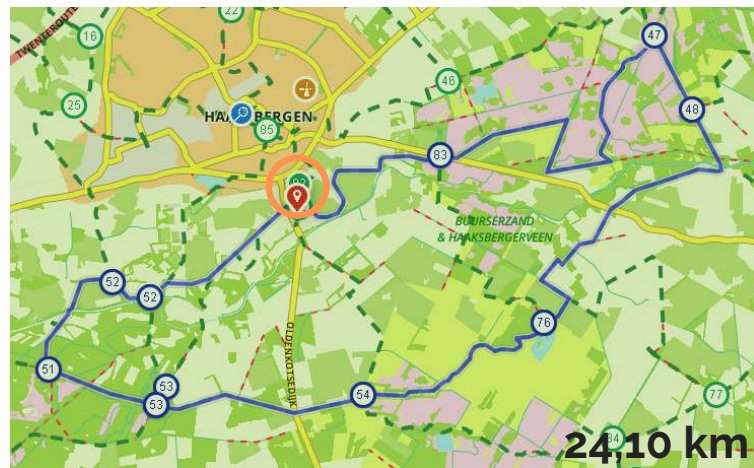 22
16
47
TWENTEROUTE
46
25
48
HAAKSBERGEN
85
83
BUURSERZAND
& HAAKSBERGERVEEN
52
52
76
OLDENKOTSEDIJK
51
53
53
54
77
84
24,10 km